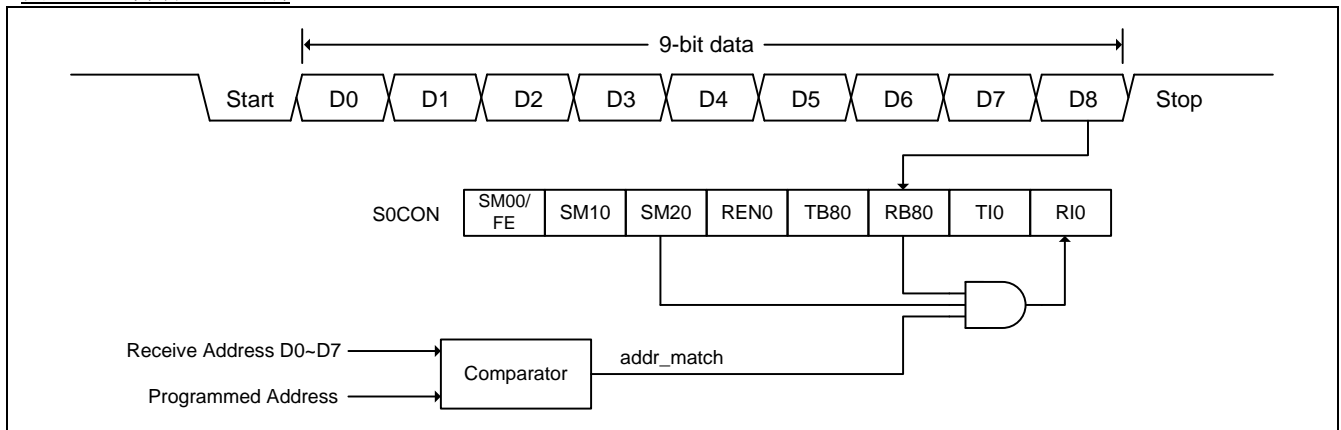 9-bit data
Start D0 D1 D2 D3 D4 D5 D6 D7 D8 Stop
S0CON SM00/FE SM10 SM20 REN0 TB80 RB80 TI0 RI0
Receive Address D0~D7
addr_match
Comparator
Programmed Address